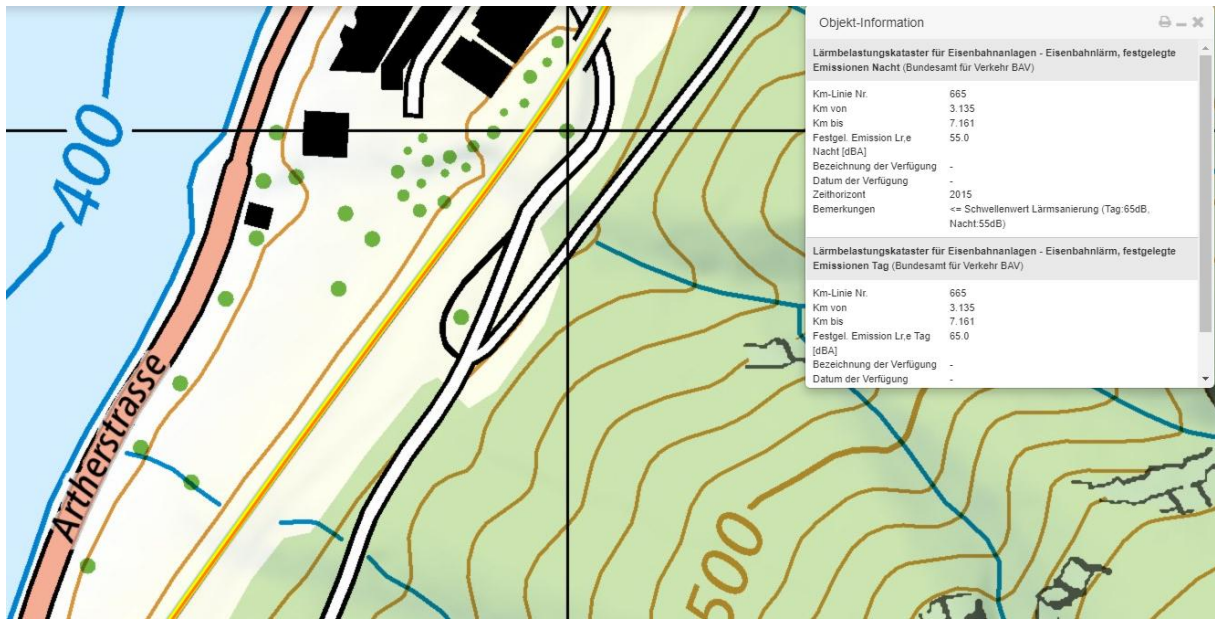 400
Artherstrasse
500
Objekt-Information
Lärmbelastungskataster für Eisenbahnanlagen - Eisenbahnlärm, festgelegte
Emissionen Nacht (Bundesamt für Verkehr BAV)
Km-Linie Nr. 665
Km von 3.135
Km bis 7.161
Festgel. Emission Lr,e 55.0
Nacht [dBA]
Bezeichnung der Verfügung -
Datum der Verfügung -
Zeithorizont 2015
Bemerkungen <= Schwellenwert Lärmsanierung (Tag:65dB,
Nacht:55dB)
Lärmbelastungskataster für Eisenbahnanlagen - Eisenbahnlärm, festgelegte
Emissionen Tag (Bundesamt für Verkehr BAV)
Km-Linie Nr. 665
Km von 3.135
Km bis 7.161
Festgel. Emission Lr,e Tag 65.0
[dBA]
Bezeichnung der Verfügung -
Datum der Verfügung -